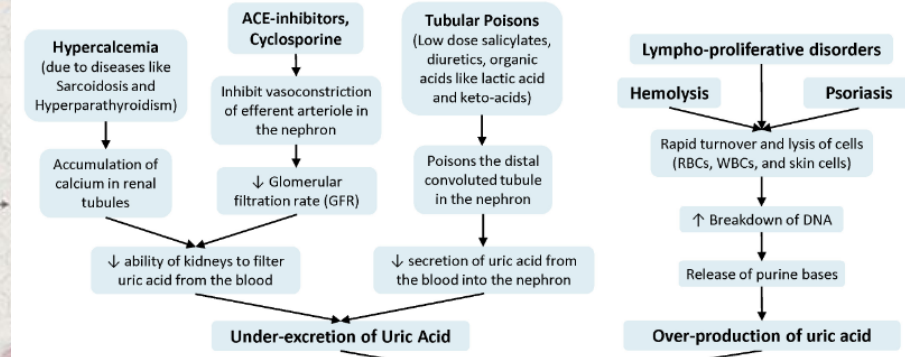 Hypercalcemia
(due to diseases like
Sarcoidosis and
Hyperparathyroidism)
Accumulation of
calcium in renal
tubules
ACE-inhibitors,
Cyclosporine
Inhibit vasoconstriction
of efferent arteriole in
the nephron
↓ Glomerular
filtration rate (GFR)
↓ ability of kidneys to filter
uric acid from the blood
Tubular Poisons
(Low dose salicylates,
diuretics, organic
acids like lactic acid
and keto-acids)
Poisons the distal
convoluted tubule
in the nephron
↓ secretion of uric acid from
the blood into the nephron
Under-excretion of Uric Acid
Lympho-proliferative disorders
Hemolysis
Psoriasis
Rapid turnover and lysis of cells
(RBCs, WBCs, and skin cells)
↑ Breakdown of DNA
Release of purine bases
Over-production of uric acid